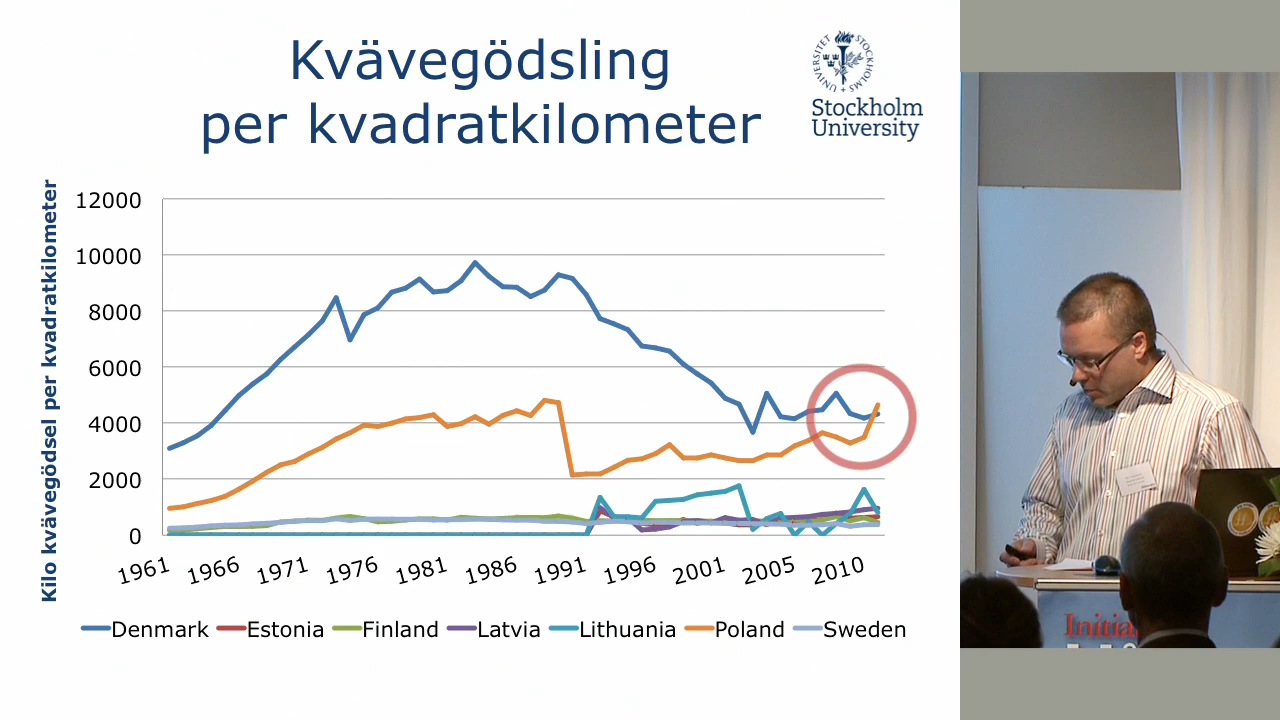 Kvävegödsling
per kvadratkilometer
UNIVERSITET STOCKHOLMS
Stockholm
University
Kilo kvävegödsel per kvadratkilometer
12000
10000
8000
6000
4000
2000
0
1961 1966 1971 1976 1981 1986 1991 1996 2001 2005 2010
Denmark Estonia Finland Latvia Lithuania Poland Sweden